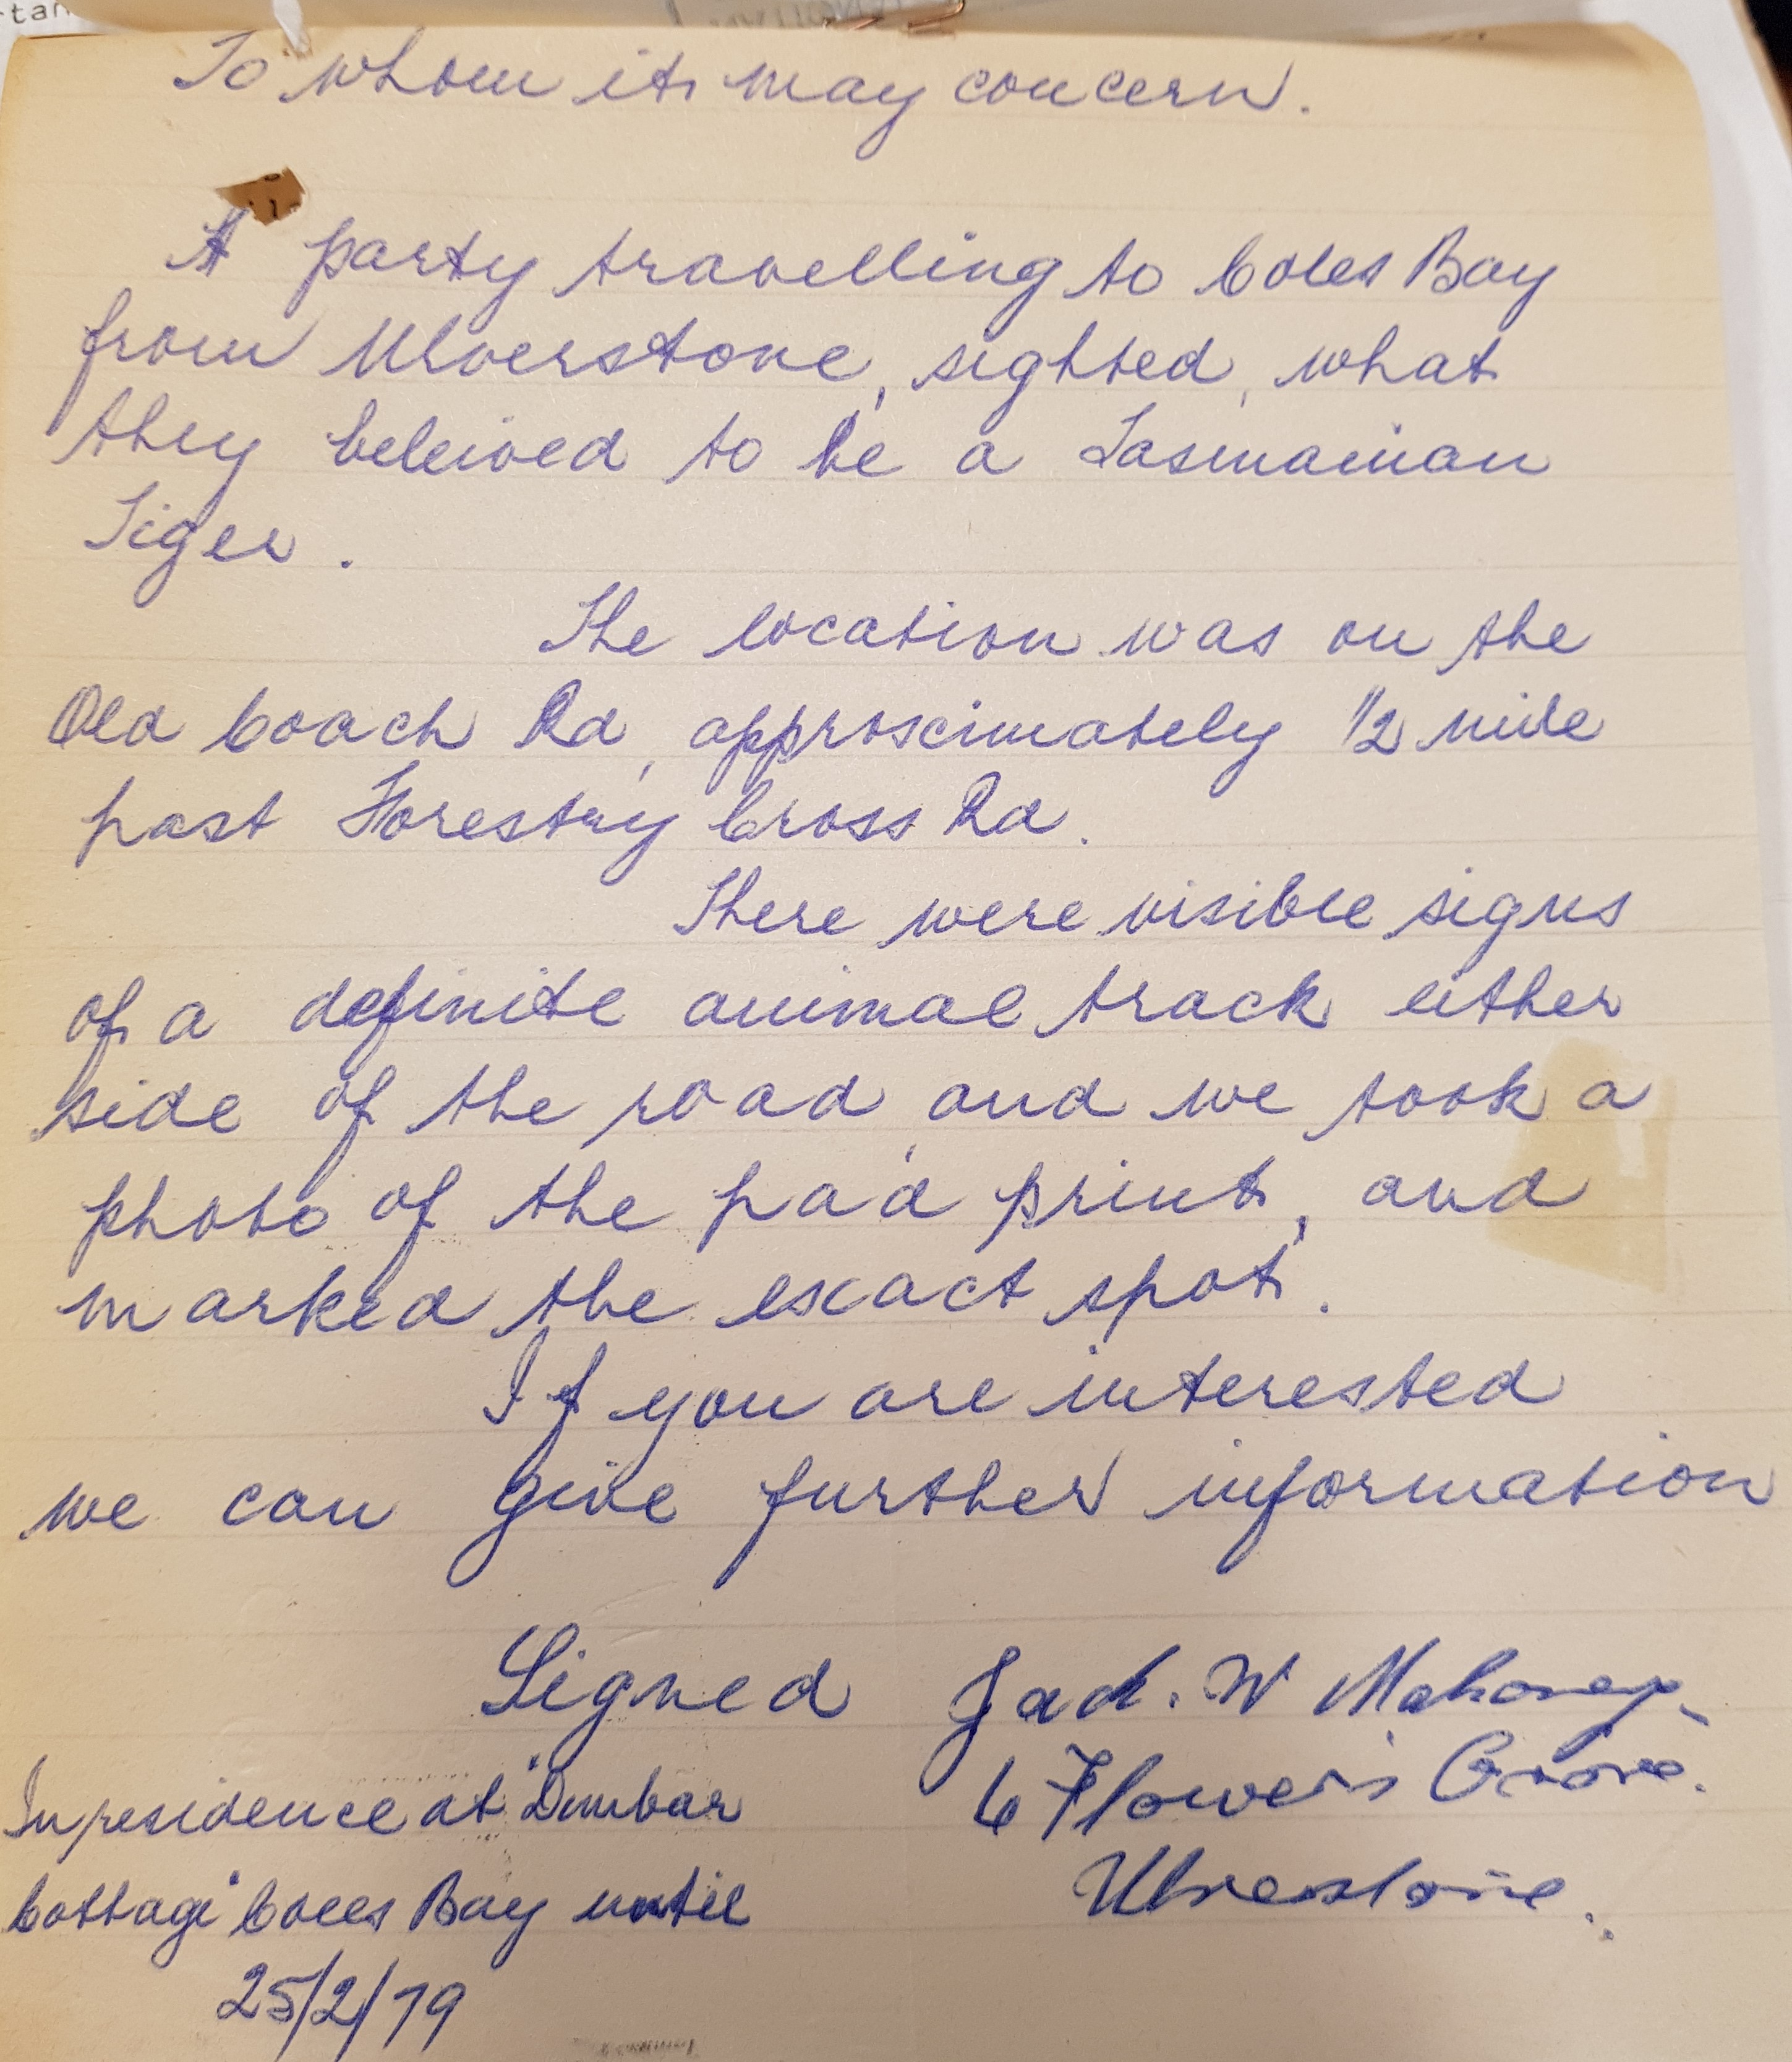 To whom it may concern.
A party travelling to Coles Bay
from Ulverstone, sighted, what
they beleived to be a Tasmainian
Tiger.
The location was on the
Old Coach Rd, approximately 1/2 mile
past Forestry Cross Rd.
There were visible signs
of a definite animal track either
side of the road, and we took a
photo of the pad print, and
marked the exact spot.
If you are interested
we can give further information
Signed W Mahoney
6 Flowers Grove.
Ulverstone.
In residence at "Dunbar
Cottage" Coles Bay until
25/2/79